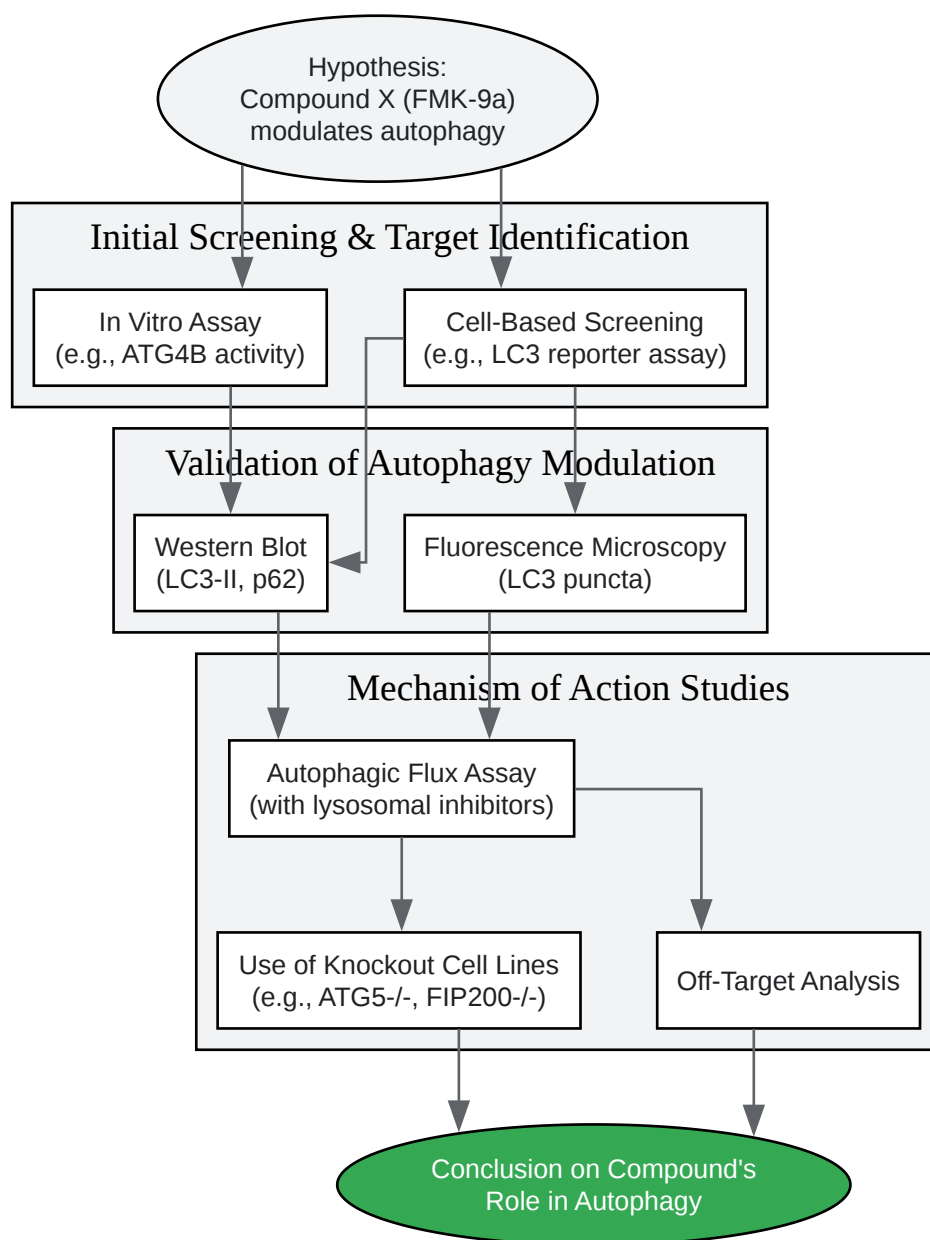 Hypothesis:
Compound X (FMK-9a)
modulates autophagy
Initial Screening & Target Identification
In Vitro Assay
(e.g., ATG4B activity)
Cell-Based Screening
(e.g., LC3 reporter assay)
Validation of Autophagy Modulation
Western Blot
(LC3-II, p62)
Fluorescence Microscopy
(LC3 puncta)
Mechanism of Action Studies
Autophagic Flux Assay
(with lysosomal inhibitors)
Use of Knockout Cell Lines
(e.g., ATG5-/-, FIP200-/-)
Off-Target Analysis
Conclusion on Compound's
Role in Autophagy